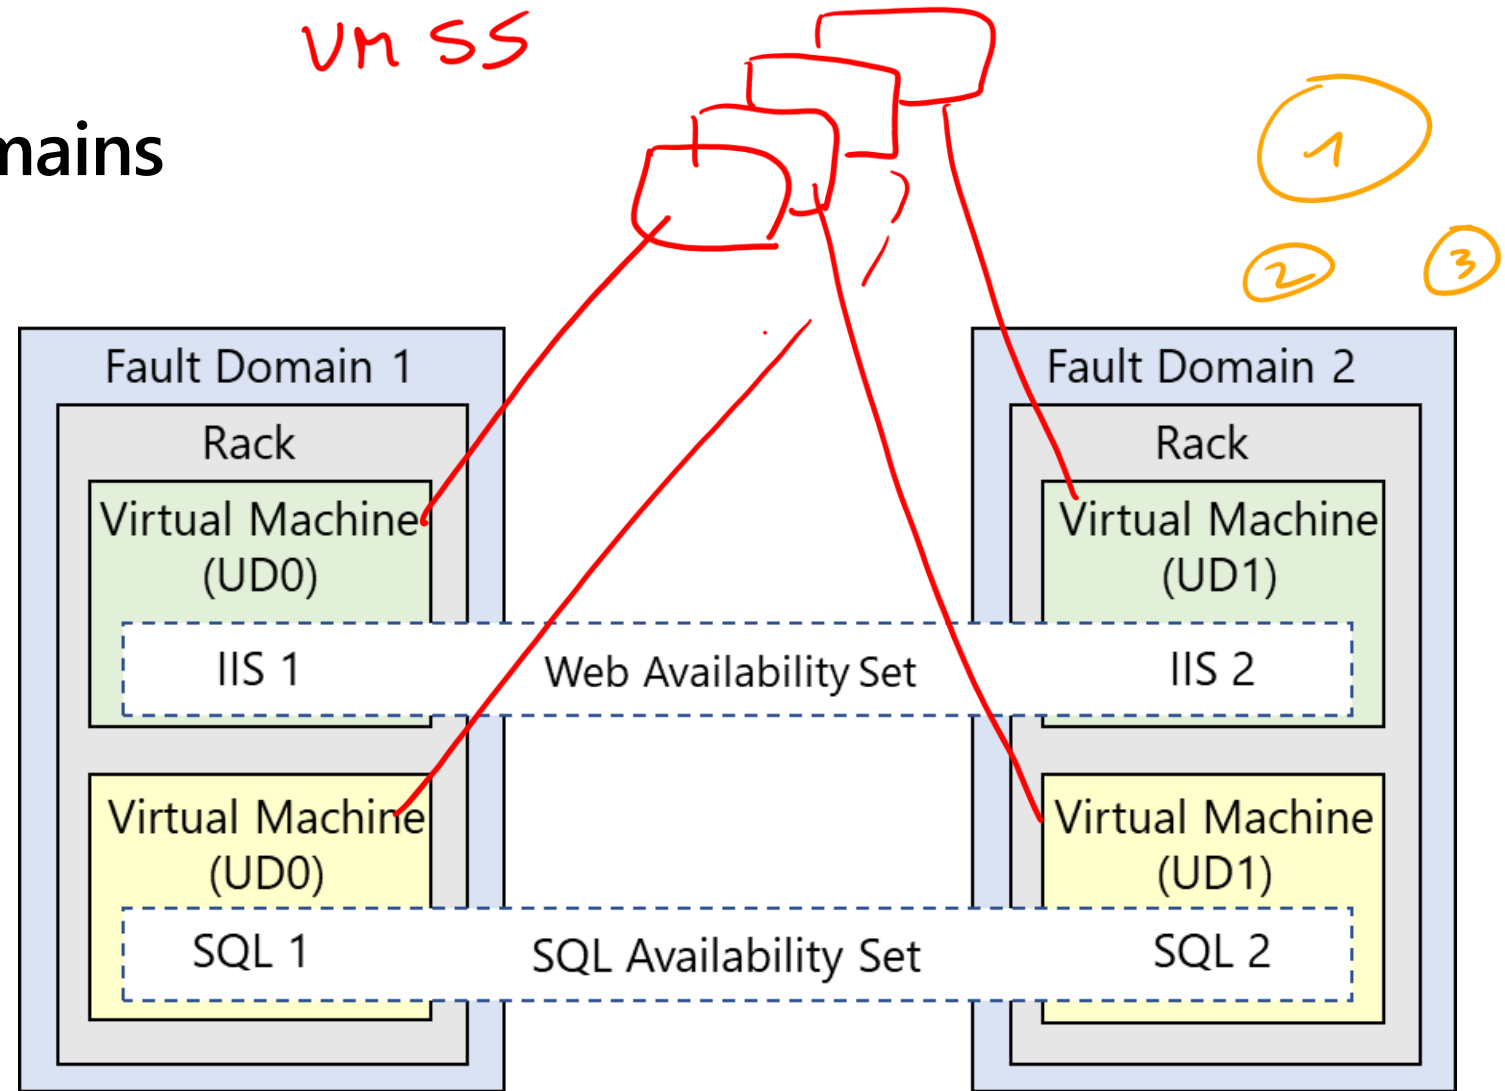 VM SS
mains
1
2 3
Fault Domain 1
Rack
Virtual Machine
(UD0)
IIS 1
Virtual Machine
(UD0)
SQL 1
Web Availability Set
SQL Availability Set
Fault Domain 2
Rack
Virtual Machine
(UD1)
IIS 2
Virtual Machine
(UD1)
SQL 2